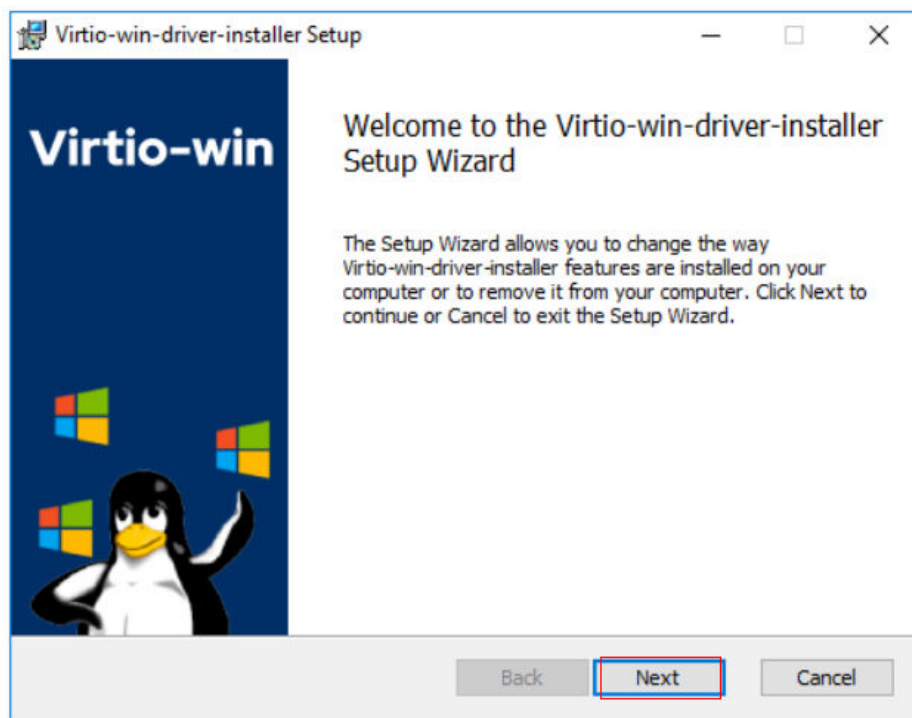 Virtio-win-driver-installer Setup
Virtio-win
Welcome to the Virtio-win-driver-installer
Setup Wizard
The Setup Wizard allows you to change the way
Virtio-win-driver-installer features are installed on your
computer or to remove it from your computer. Click Next to
continue or Cancel to exit the Setup Wizard.
Back Next Cancel